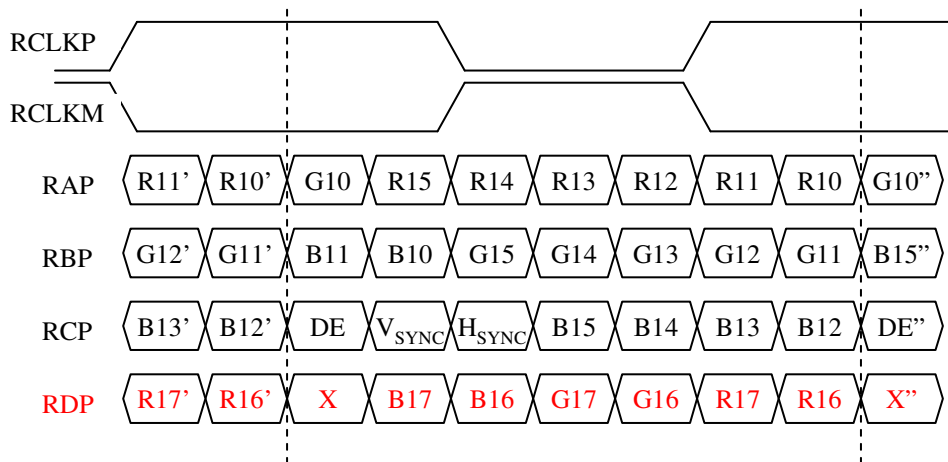 RCLKP
RCLKM
RAP R11’ R10’ G10 R15 R14 R13 R12 R11 R10 G10”
RBP G12’ G11’ B11 B10 G15 G14 G13 G12 G11 B15”
RCP B13’ B12’ DE V_SYNC H_SYNC B15 B14 B13 B12 DE”
RDP R17’ R16’ X B17 B16 G17 G16 R17 R16 X”